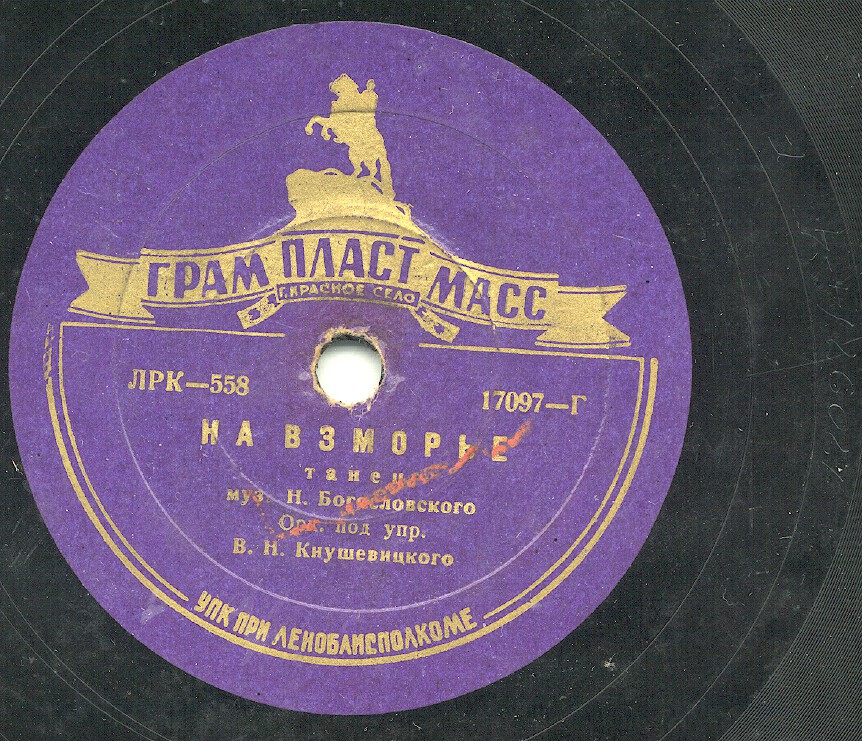 ГРАМ ПЛАСТ МАСС
Г. КРАСНОЕ СЕЛО
ЛРК—558
17097—Г
НА ВЗМОРЬЕ
танец
муз. Н. Богословского
Орк. под упр.
В. Н. Кнушевицкого
УПК ПРИ ЛЕНОБЛИСПОЛКОМЕ